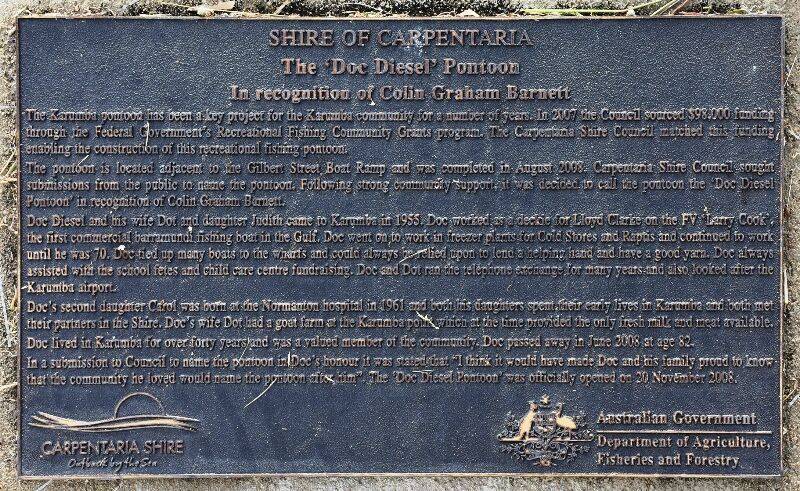 SHIRE OF CARPENTARIA
The 'Doc Diesel' Pontoon
In recognition of Colin Graham Barnett
The Karumba pontoon has been a key project for the Karumba community for a number of years. In 2007 the Council sourced $98,000 funding
through the Federal Government's Recreational Fishing Community Grants program. The Carpentaria Shire Council matched this funding
enabling the construction of this recreational fishing pontoon.
The pontoon is located adjacent to the Gilbert Street Boat Ramp and was completed in August 2008. Carpentaria Shire Council sought
submissions from the public to name the pontoon. Following strong community support, it was decided to call the pontoon the 'Doc Diesel
Pontoon' in recognition of Colin Graham Barnett.
Doc Diesel and his wife Dot and daughter Judith came to Karumba in 1955. Doc worked as a deckie for Lloyd Clarke on the FV 'Larry Cook',
the first commercial barramundi fishing boat in the Gulf. Doc went on to work in freezer plants for Cold Stores and Raptis and continued to work
until he was 70. Doc tied up many boats to the wharfs and could always be relied upon to lend a helping hand and have a good yarn. Doc always
assisted with the school fetes and child care centre fundraising. Doc and Dot ran the telephone exchange for many years and also looked after the
Karumba airport.
Doc's second daughter Carol was born at the Normanton hospital in 1961 and both his daughters spent their early lives in Karumba and both met
their partners in the Shire. Doc's wife Dot had a goat farm at the Karumba point which at the time provided the only fresh milk and meat available.
Doc lived in Karumba for over forty years and was a valued member of the community. Doc passed away in June 2008 at age 82.
In a submission to Council to name the pontoon in Doc's honour it was stated that "I think it would have made Doc and his family proud to know
that the community he loved would name the pontoon after him". The 'Doc Diesel Pontoon' was officially opened on 20 November 2008.
CARPENTARIA SHIRE
Outback by the Sea
Australian Government
Department of Agriculture,
Fisheries and Forestry